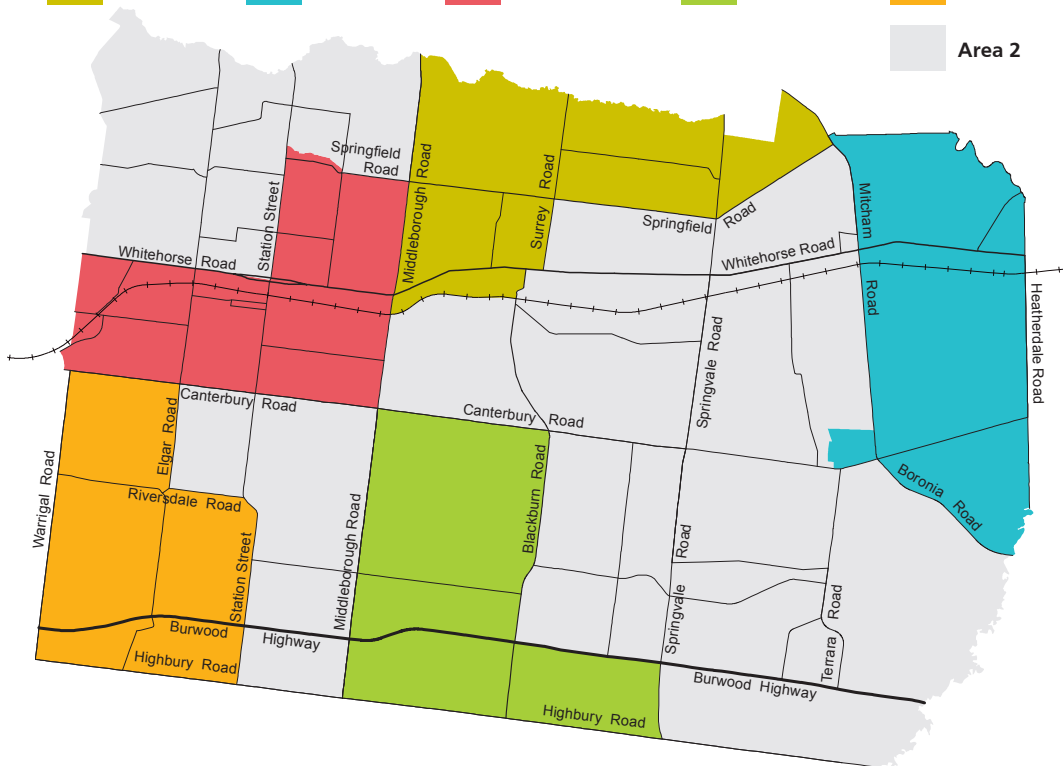 Area 2
Springfield
Road
Middleborough Road
Surrey Road
Station Street
Springfield Road
Mitcham
Road
Whitehorse Road
Whitehorse Road
Heatherdale Road
Springvale Road
Canterbury Road
Canterbury Road
Elgar Road
Warrigal Road
Riversdale Road
Blackburn Road
Boronia Road
Middleborough Road
Station Street
Springvale Road
Terrara Road
Burwood Highway
Burwood Highway
Highbury Road
Highbury Road